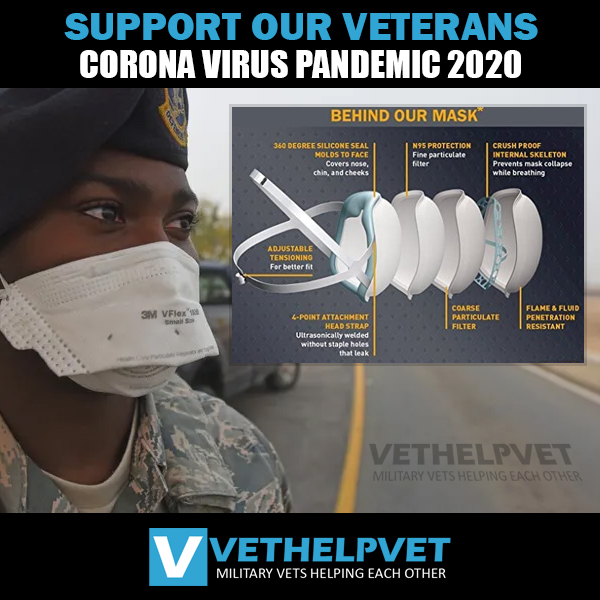 SUPPORT OUR VETERANS
CORONA VIRUS PANDEMIC 2020
BEHIND OUR MASK*
360 DEGREE SILICONE SEAL
MOLDS TO FACE
Covers nose,
chin, and cheeks
N95 PROTECTION
Fine particulate
filter
CRUSH PROOF
INTERNAL SKELETON
Prevents mask collapse
while breathing
ADJUSTABLE
TENSIONING
For better fit
4-POINT ATTACHMENT
HEAD STRAP
Ultrasonically welded
without staple holes
that leak
COARSE
PARTICULATE
FILTER
FLAME & FLUID
PENETRATION
RESISTANT
3M VFlex
Small Size
VETHELPVET
MILITARY VETS HELPING EACH OTHER
V VETHELPVET
MILITARY VETS HELPING EACH OTHER